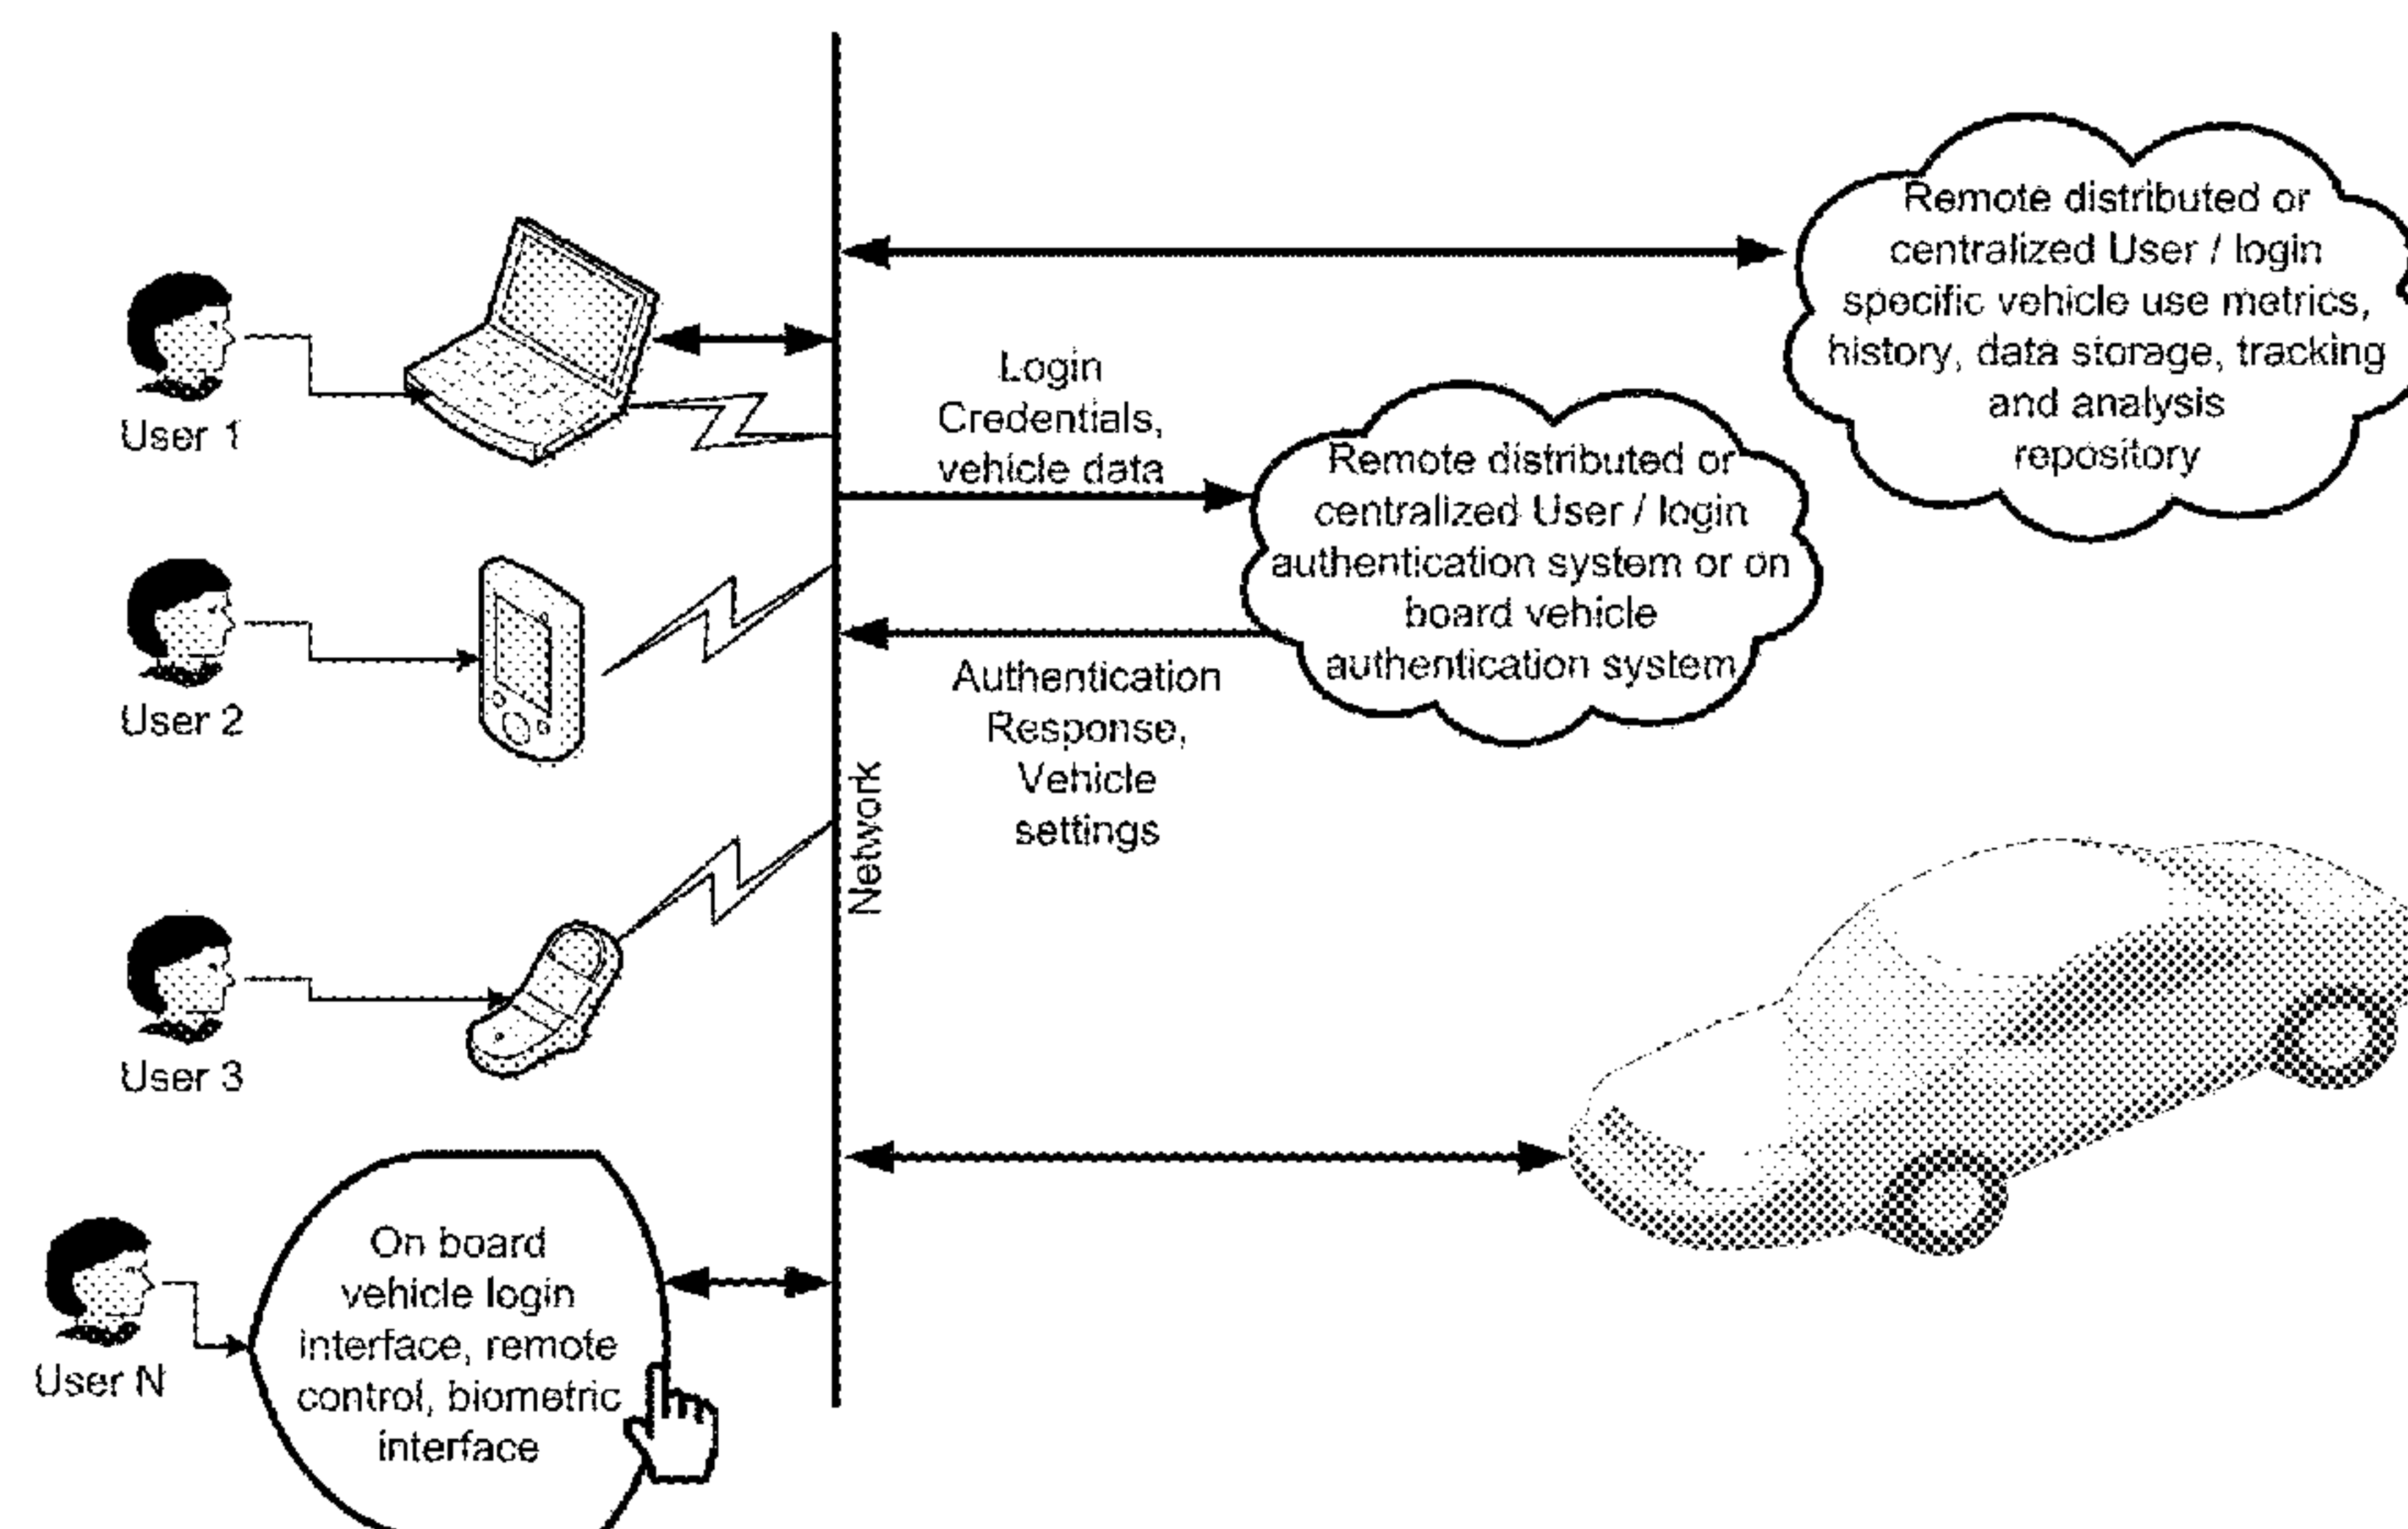 Remote distributed or
centralized User / login
specific vehicle use metrics,
history, data storage, tracking
and analysis
repository
User 1
Login
Credentials,
vehicle data
Remote distributed or
centralized User / login
authentication system or on
board vehicle
authentication system
User 2
Authentication
Response,
Vehicle
settings
Network
User 3
On board
vehicle login
interface, remote
control, biometric
interface
User N